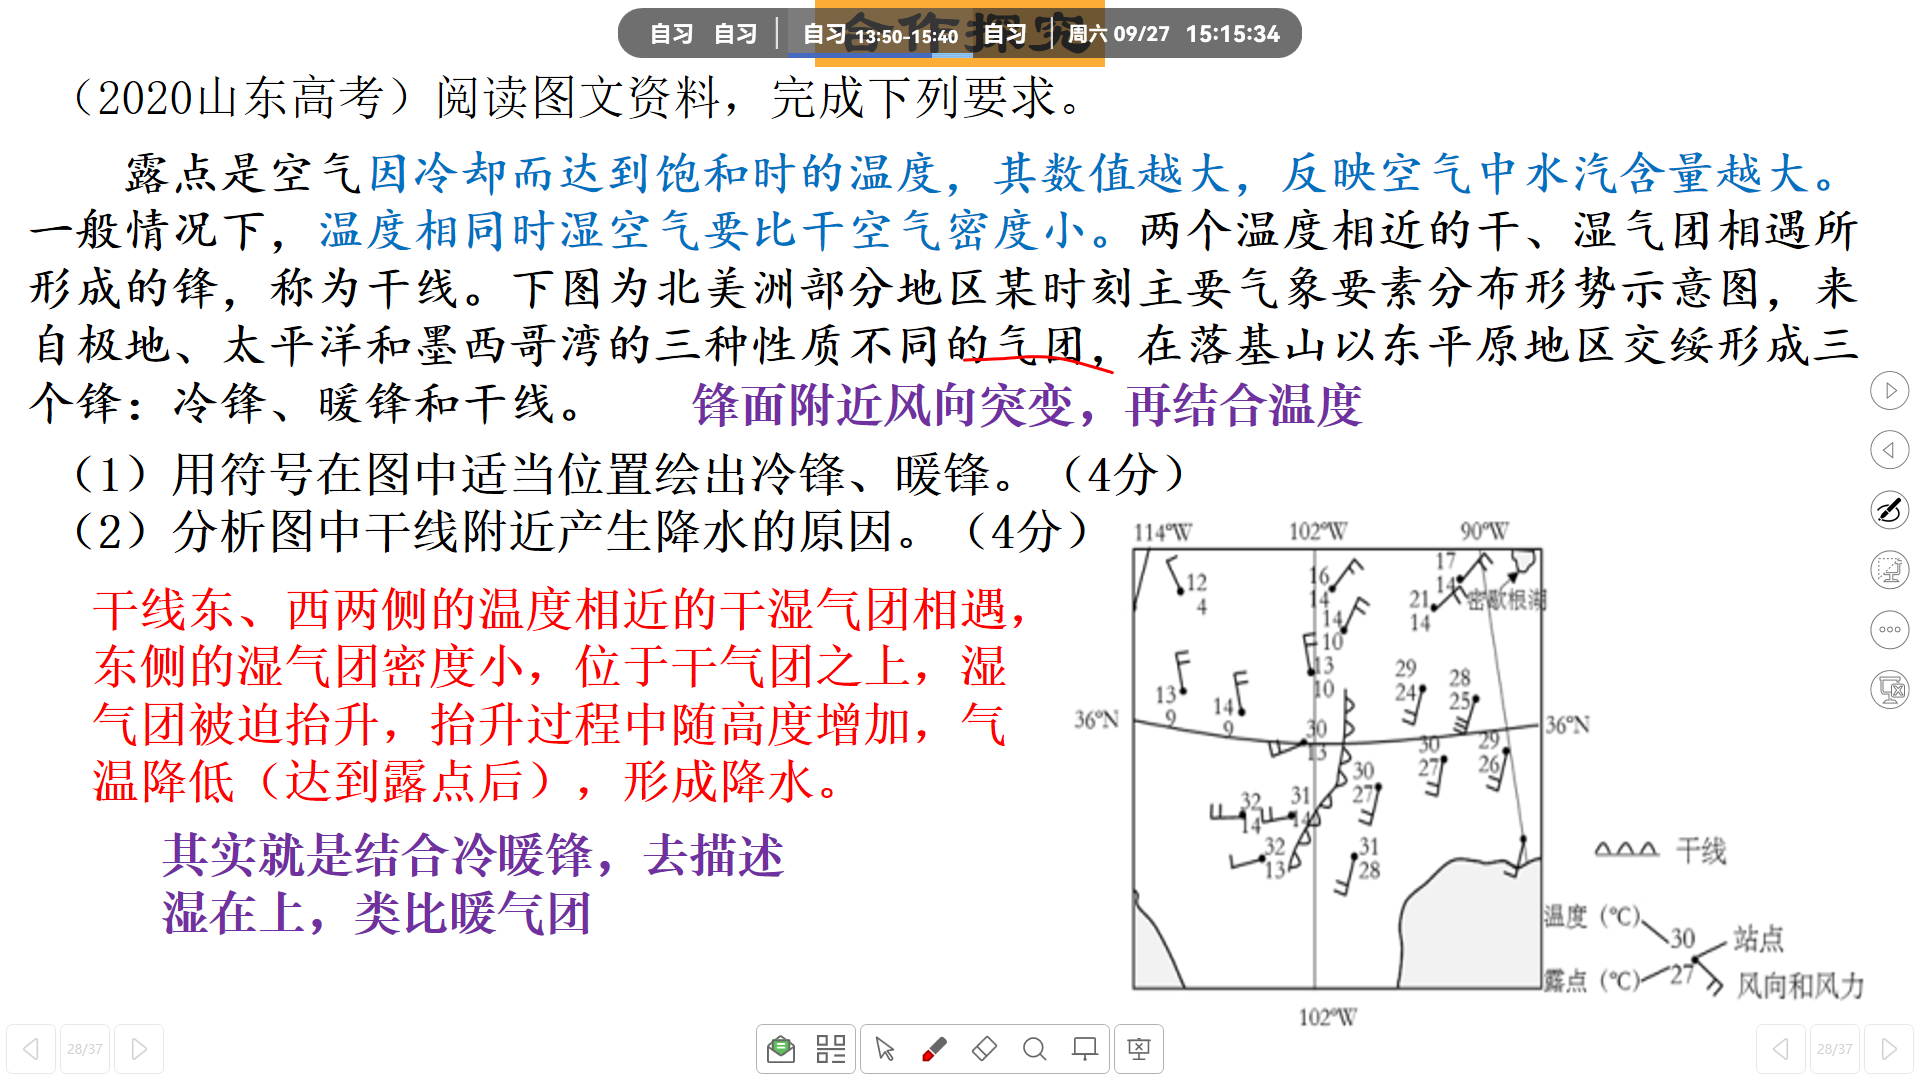 自习 自习 自习 13:50-15:40 自习 周六 09/27 15:15:34
合作探究
（2020山东高考）阅读图文资料，完成下列要求。
露点是空气因冷却而达到饱和时的温度，其数值越大，反映空气中水汽含量越大。
一般情况下，温度相同时湿空气要比干空气密度小。两个温度相近的干、湿气团相遇所
形成的锋，称为干线。下图为北美洲部分地区某时刻主要气象要素分布形势示意图，来
自极地、太平洋和墨西哥湾的三种性质不同的气团，在落基山以东平原地区交绥形成三
个锋：冷锋、暖锋和干线。
锋面附近风向突变，再结合温度
（1）用符号在图中适当位置绘出冷锋、暖锋。（4分）
（2）分析图中干线附近产生降水的原因。（4分）
干线东、西两侧的温度相近的干湿气团相遇，
东侧的湿气团密度小，位于干气团之上，湿
气团被迫抬升，抬升过程中随高度增加，气
温降低（达到露点后），形成降水。
其实就是结合冷暖锋，去描述
湿在上，类比暖气团
114°W 102°W 90°W
12
4
16
14
14
10
13
10
17
14
21
14
密歇根湖
13
9
14
9
29
24
28
25
36°N 36°N
30
13
30
27
29
26
30
27
32
14
31
14
32
13
31
28
102°W
干线
温度（℃）
30
站点
露点（℃）
27
风向和风力
28/37
28/37